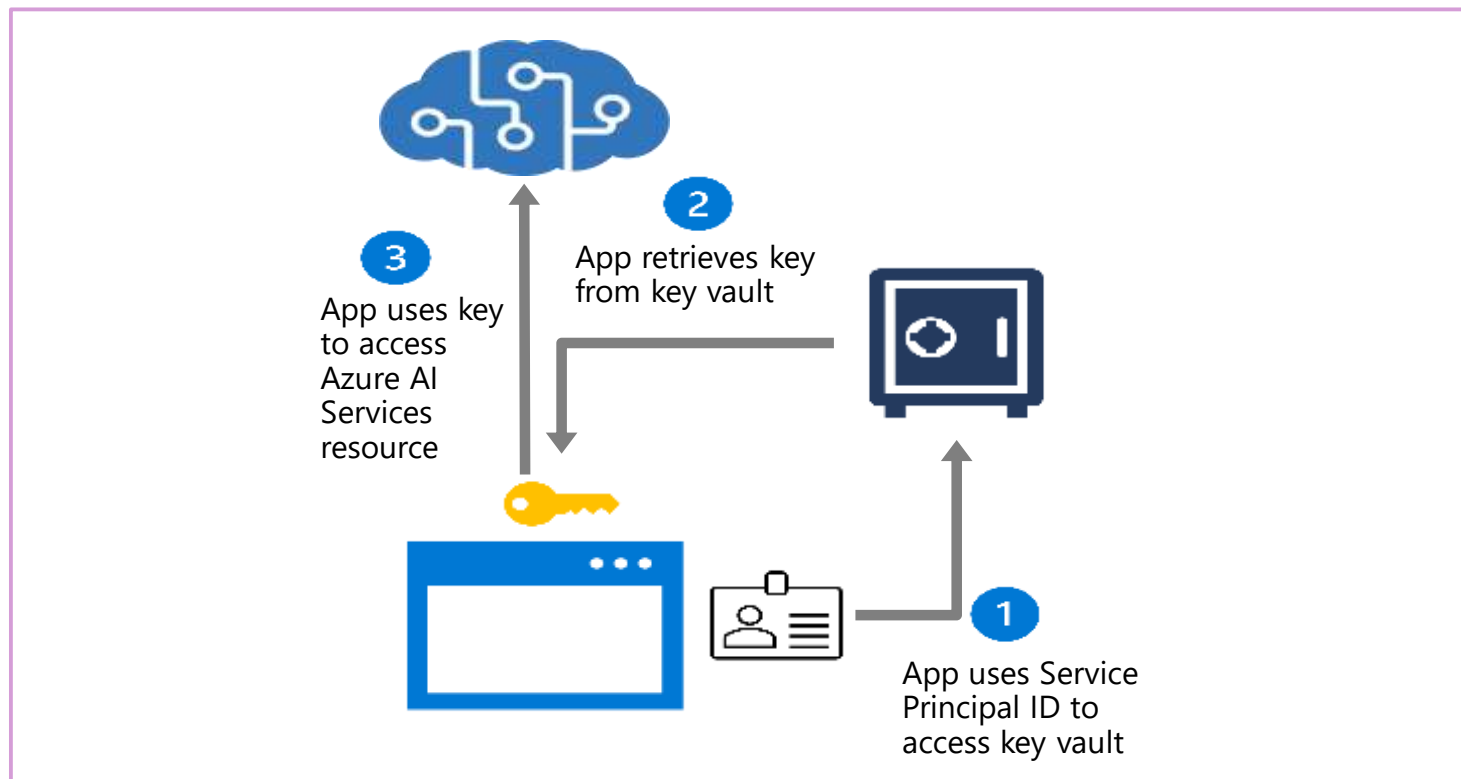 1
App uses Service
Principal ID to
access key vault
2
App retrieves key
from key vault
3
App uses key
to access
Azure AI
Services
resource